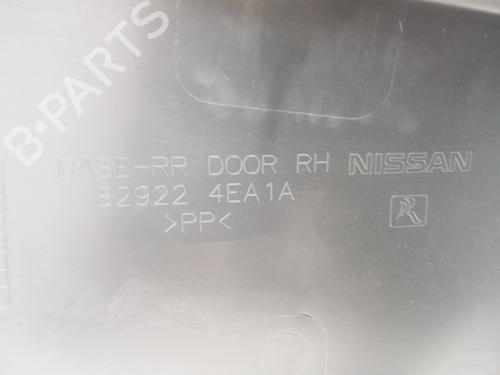 B-PARTS
BASE-RR DOOR RH NISSAN
82922 4EA1A
>PP<
R